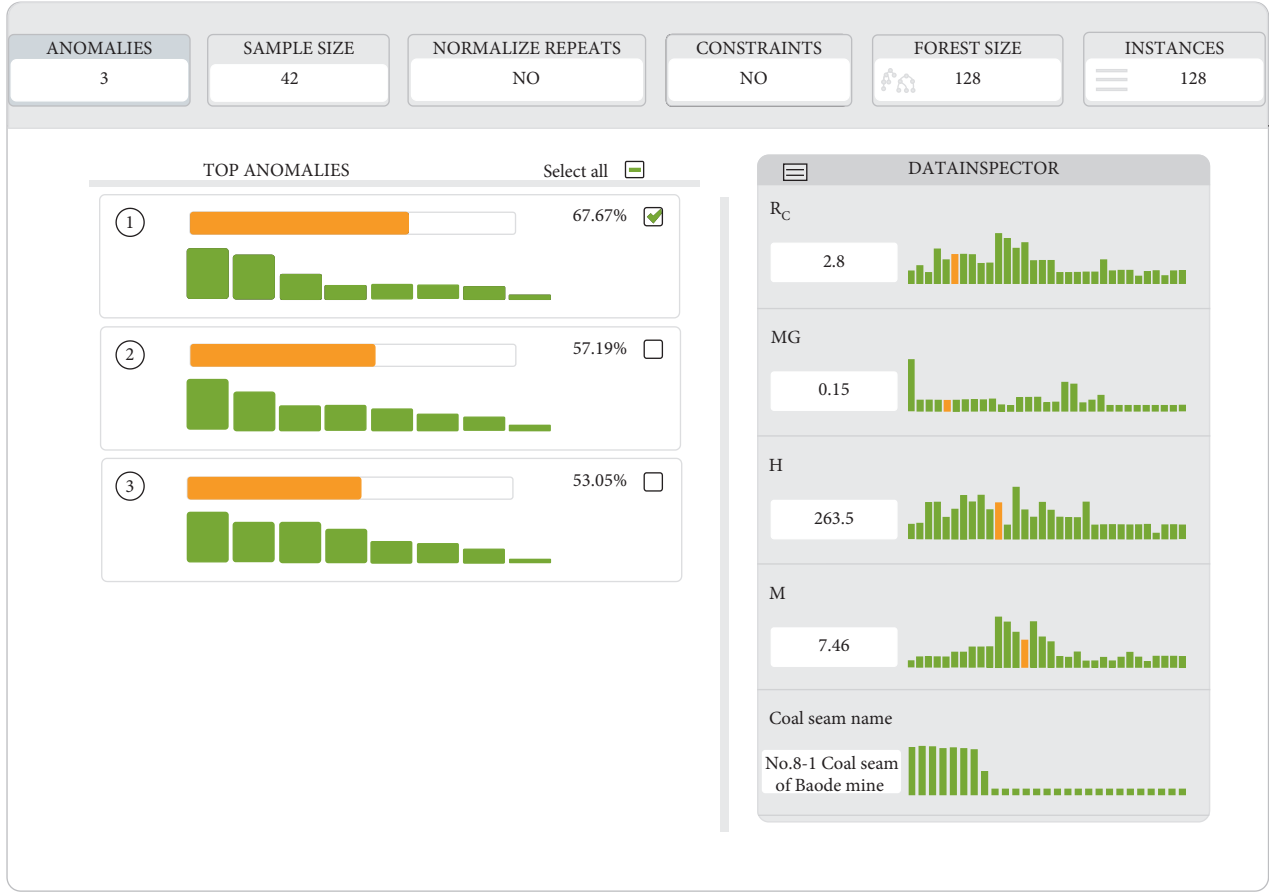 ANOMALIES
3
SAMPLE SIZE
42
NORMALIZE REPEATS
NO
CONSTRAINTS
NO
FOREST SIZE
128
INSTANCES
128
TOP ANOMALIES
Select all
1
67.67%
2
57.19%
3
53.05%
DATAINSPECTOR
RC
2.8
MG
0.15
H
263.5
M
7.46
Coal seam name
No.8-1 Coal seam
of Baode mine